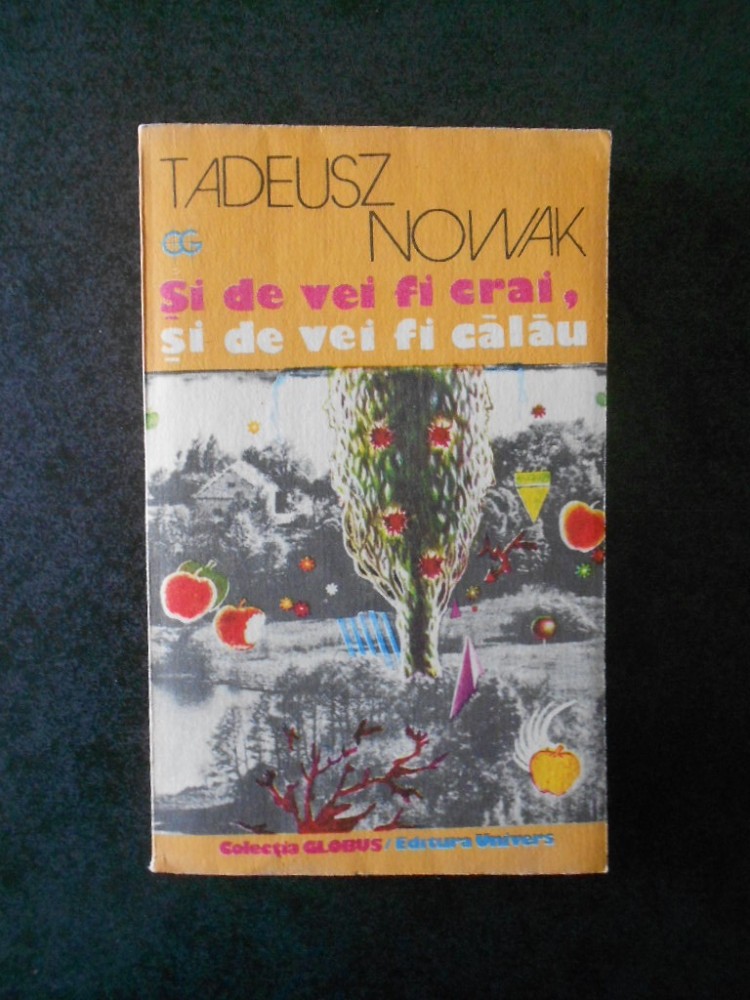 TADEUSZ
NOWAK
CG
Și de vei fi crai,
și de vei fi călău
Colecția GLOBUS / Editura Univers